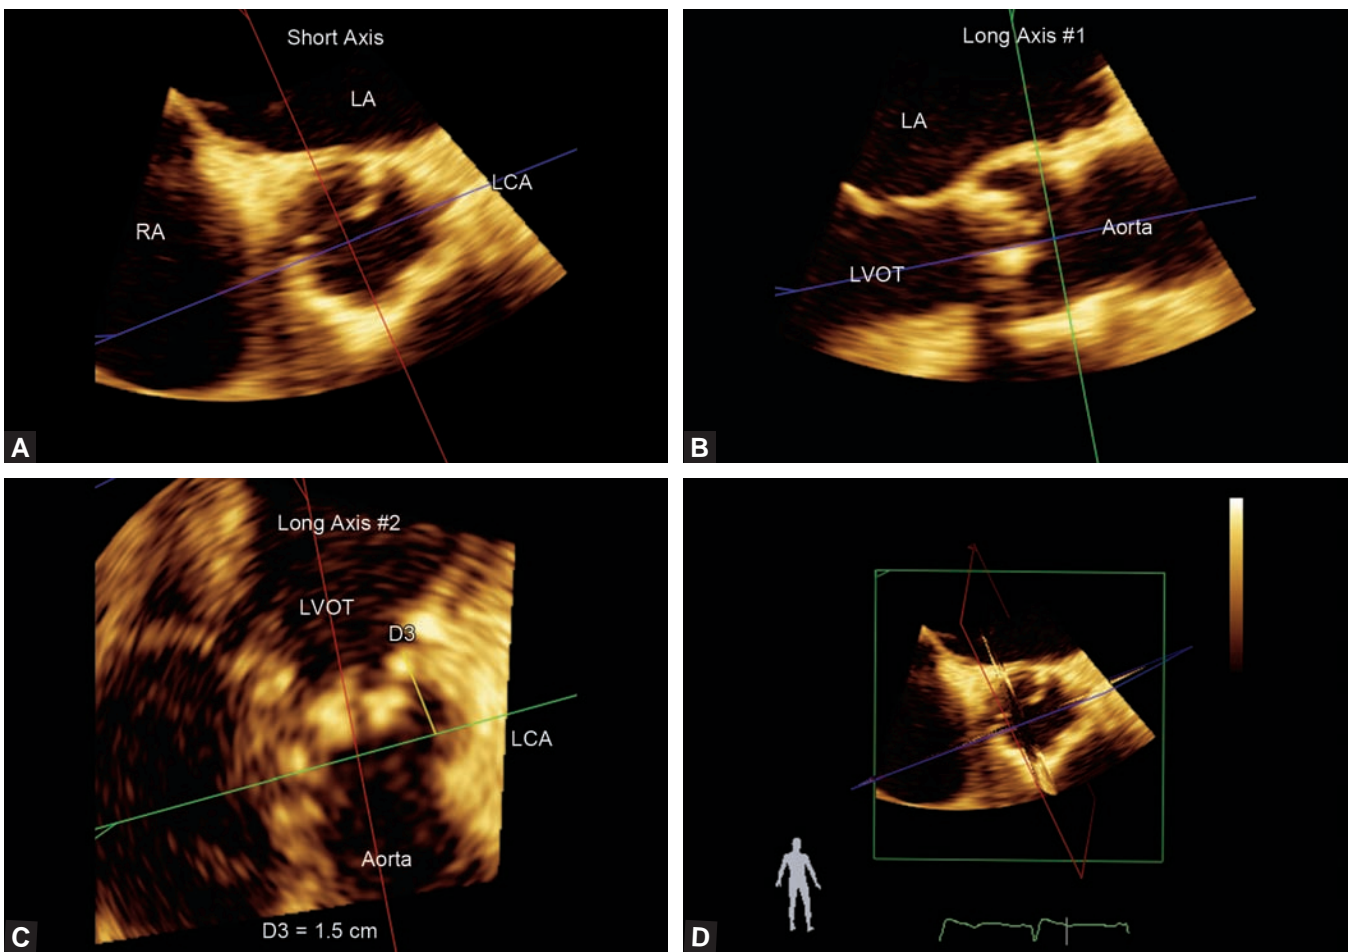 Short Axis
LA
LCA
RA
A
Long Axis #1
LA
Aorta
LVOT
B
Long Axis #2
LVOT
D3
LCA
Aorta
D3 = 1.5 cm
C
D